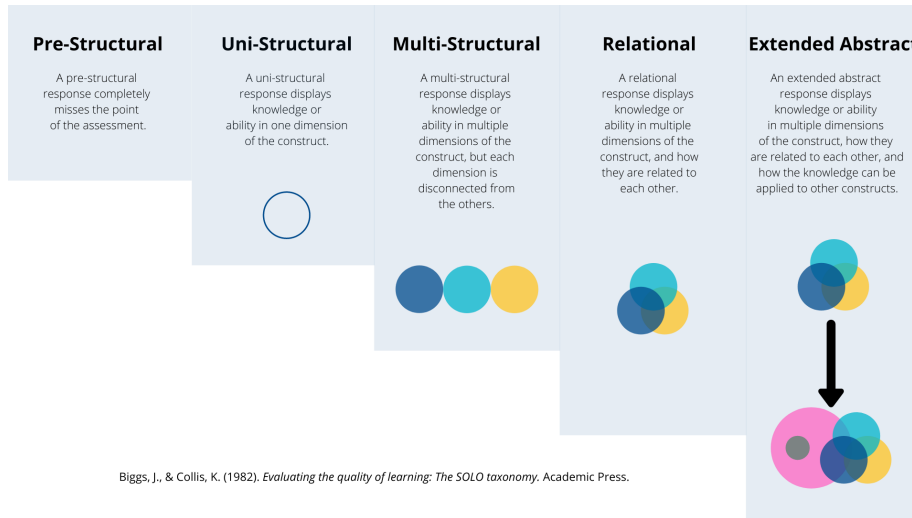 Pre-Structural
A pre-structural
response completely
misses the point
of the assessment.
Uni-Structural
A uni-structural
response displays
knowledge or
ability in one dimension
of the construct.
Multi-Structural
A multi-structural
response displays
knowledge or
ability in multiple
dimensions of the
construct, but each
dimension is
disconnected from
the others.
Relational
A relational
response displays
knowledge or
ability in multiple
dimensions of the
construct, and how
they are related to
each other.
Extended Abstract
An extended abstract
response displays
knowledge or ability
in multiple dimensions
of the construct, how they
are related to each other, and
how the knowledge can be
applied to other constructs.
Biggs, J., & Collis, K. (1982). Evaluating the quality of learning: The SOLO taxonomy. Academic Press.